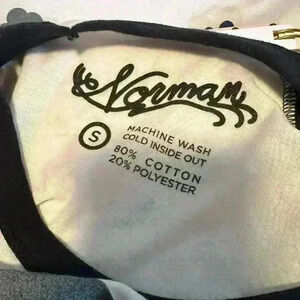 Norman
S
MACHINE WASH
COLD INSIDE OUT
80% COTTON
20% POLYESTER